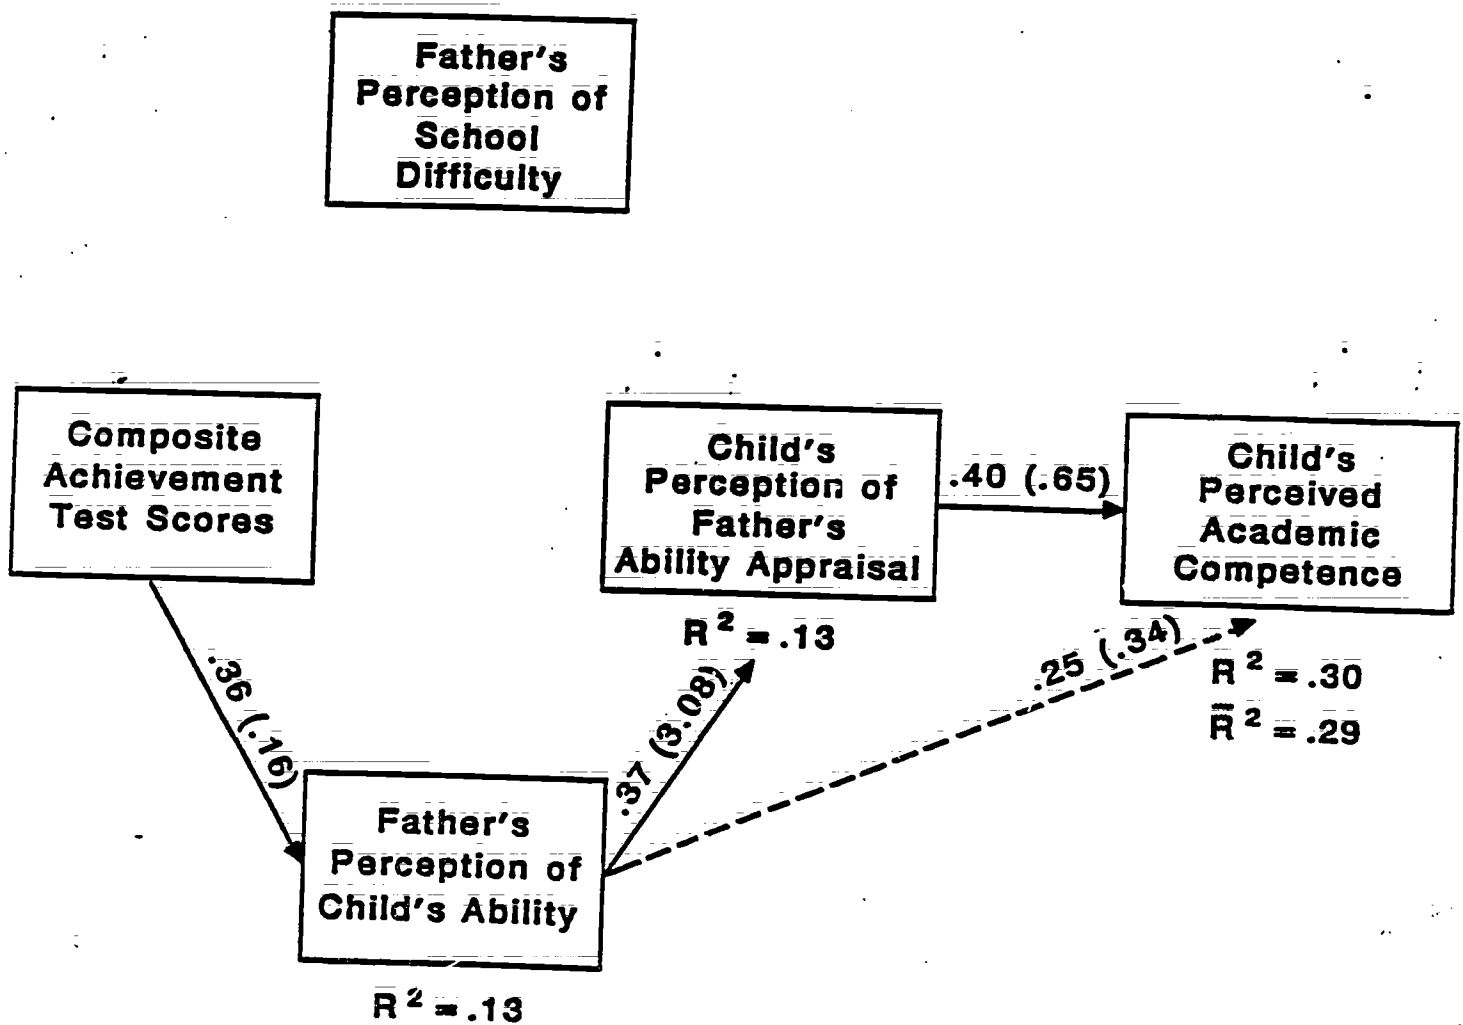 Father's
Perception of
School
Difficulty
Composite
Achievement
Test Scores
Child's
Perception of
Father's
Ability Appraisal
R² = .13
.40 (.65)
Child's
Perceived
Academic
Competence
R̄ ² = .30
R̄ ² = .29
.36 (.16)
.37 (3.08)
.25 (.34)
Father's
Perception of
Child's Ability
R² = .13